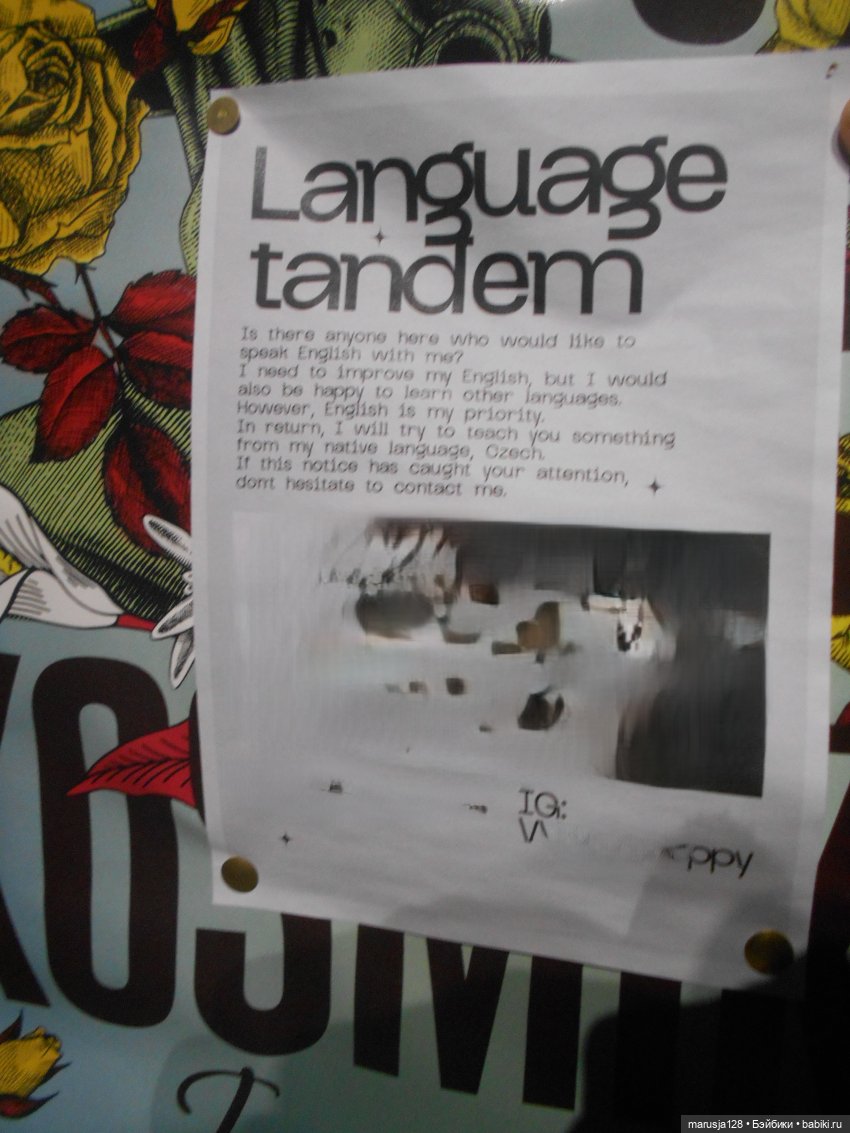 Language
tandem
Is there anyone here who would like to
speak English with me?
I need to improve my English, but I would
also be happy to learn other languages.
However, English is my priority.
In return, I will try to teach you something
from my native language, Czech.
If this notice has caught your attention,
dont hesitate to contact me.
IG:
marusja128 • Бэйбики • babiki.ru